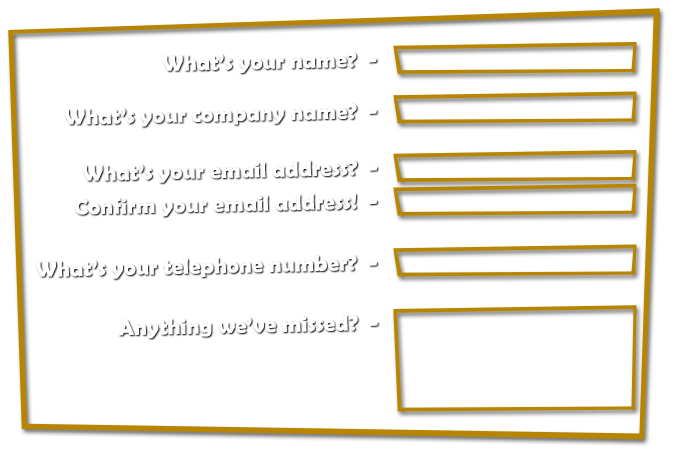 What's your name? -
What's your company name? -
What's your email address? -
Confirm your email address! -
What's your telephone number? -
Anything we've missed? -